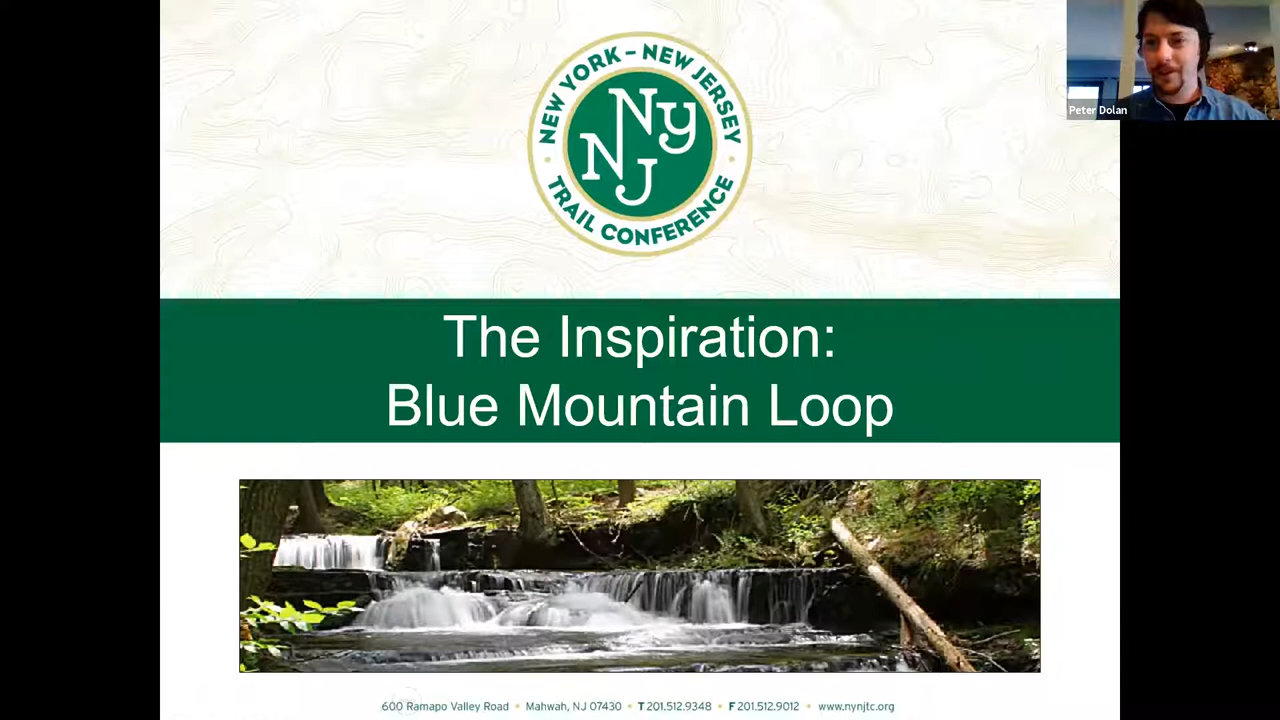 NEW YORK – NEW JERSEY
NY
NJ
TRAIL CONFERENCE
Peter Dolan
The Inspiration:
Blue Mountain Loop
600 Ramapo Valley Road • Mahwah, NJ 07430 • T 201.512.9348 • F 201.512.9012 • www.nynjtc.org